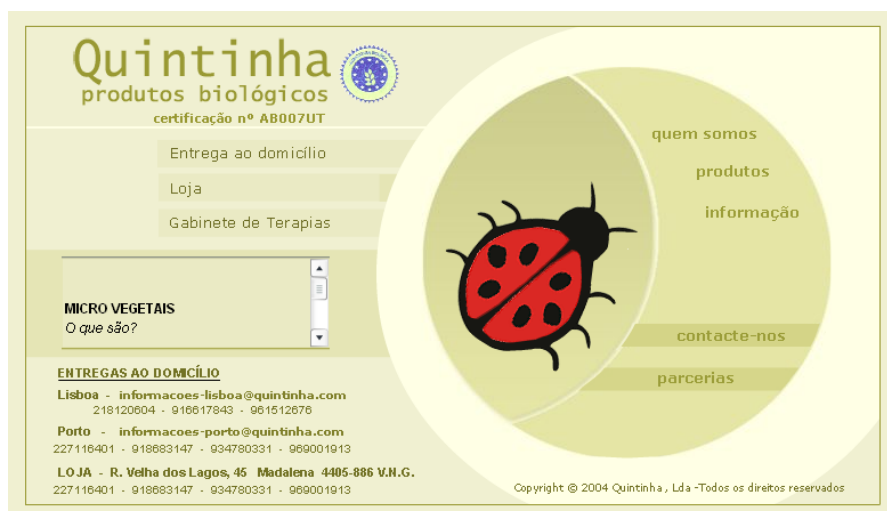 Quintinha
produtos biológicos
certificação nº AB007UT
Entrega ao domicílio
Loja
Gabinete de Terapias
quem somos
produtos
informação
MICRO VEGETAIS
O que são?
contacte-nos
parcerias
ENTREGAS AO DOMICÍLIO
Lisboa - informacoes-lisboa@quintinha.com
218120604 - 916617843 - 961512676
Porto - informacoes-porto@quintinha.com
227116401 - 918683147 - 934780331 - 969001913
LOJA - R. Velha dos Lagos, 45 Madalena 4405-886 V.N.G.
227116401 - 918683147 - 934780331 - 969001913
Copyright © 2004 Quintinha , Lda -Todos os direitos reservados